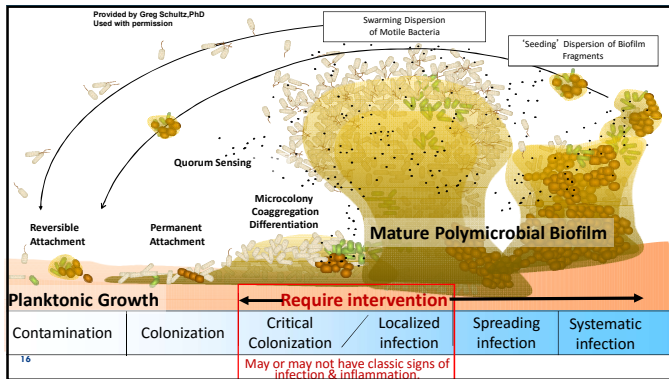 Provided by Greg Schultz,PhD
Used with permission
Swarming Dispersion
of Motile Bacteria
'Seeding' Dispersion of Biofilm
Fragments
Quorum Sensing
Microcolony
Coaggregation
Differentiation
Reversible
Attachment
Permanent
Attachment
Mature Polymicrobial Biofilm
Planktonic Growth
Require intervention
Contamination
Colonization
Critical
Colonization
Localized
infection
Spreading
infection
Systematic
infection
16
May or may not have classic signs of
infection & inflammation.